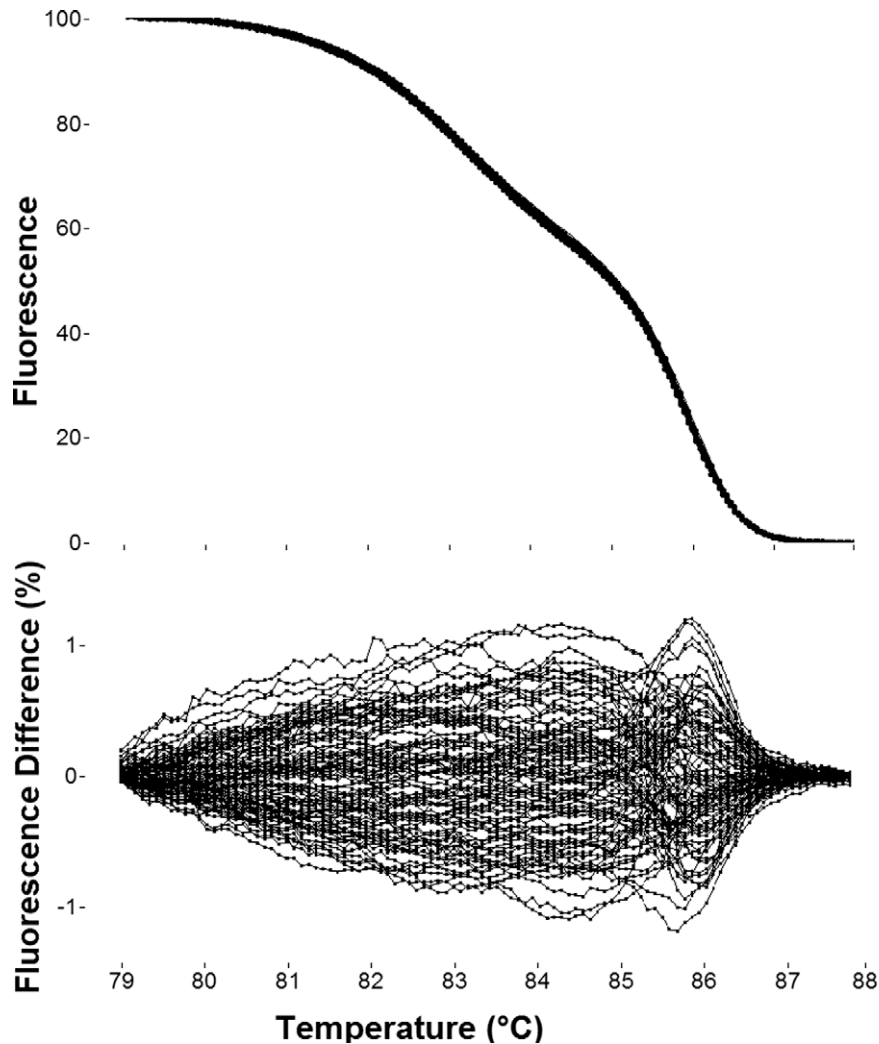 100-
80-
60-
40-
20-
0-
Fluorescence
1-
0-
-1-
Fluorescence Difference (%)
79 80 81 82 83 84 85 86 87 88
Temperature (°C)